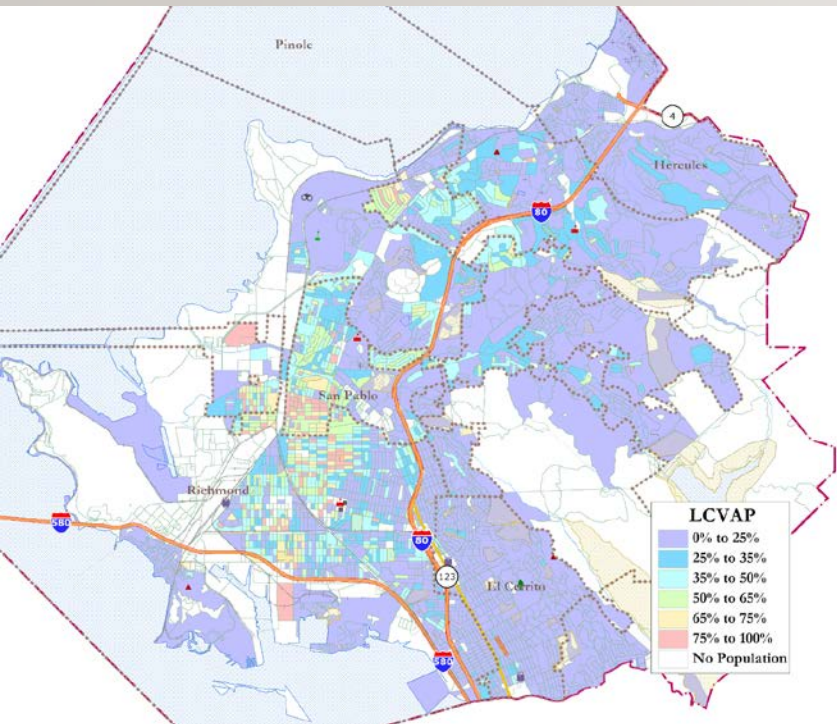 Pinole
4
Hercules
80
San Pablo
Richmond
580
80
123
El Cerrito
580
LCVAP
0% to 25%
25% to 35%
35% to 50%
50% to 65%
65% to 75%
75% to 100%
No Population